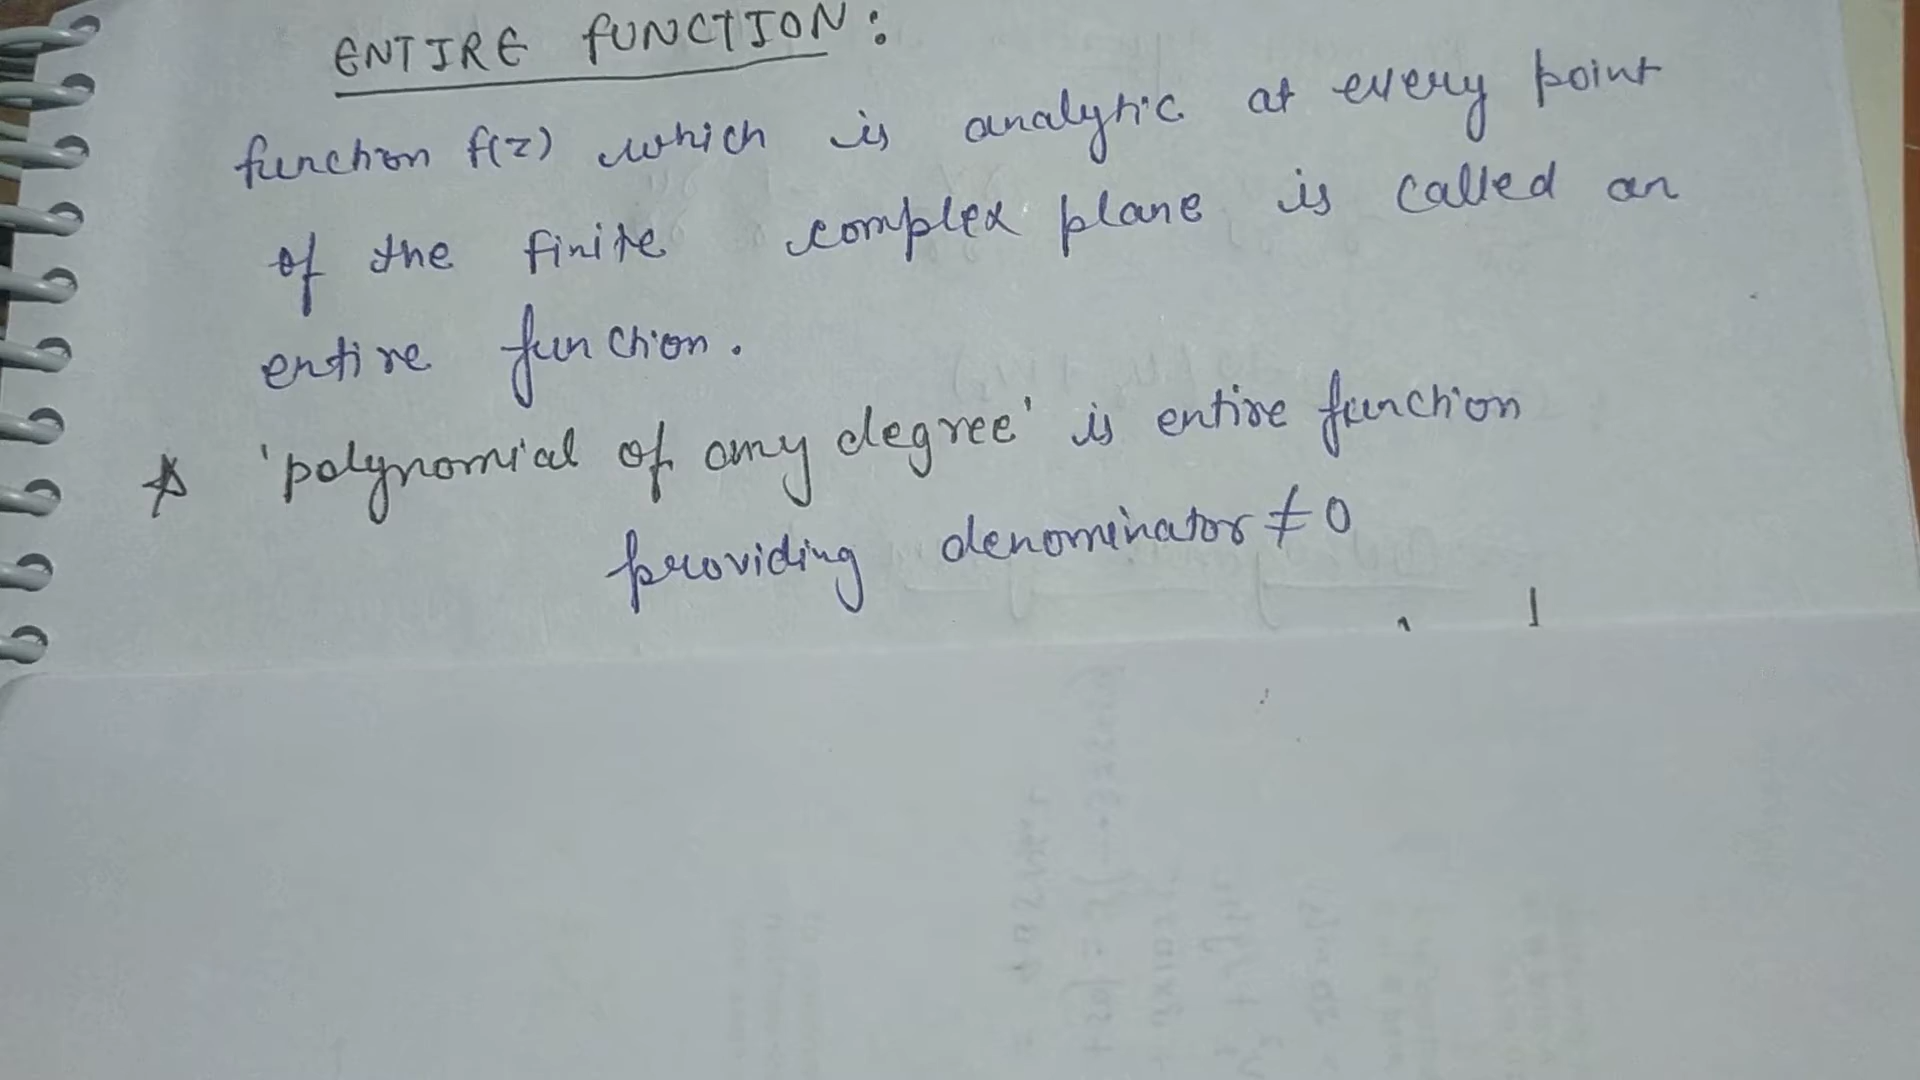 ENTIRE FUNCTION:
function f(z) which is analytic at every point
of the finite complex plane is called an
entire function.
☆ 'polynomial of any degree' is entire function
providing denominator ≠ 0